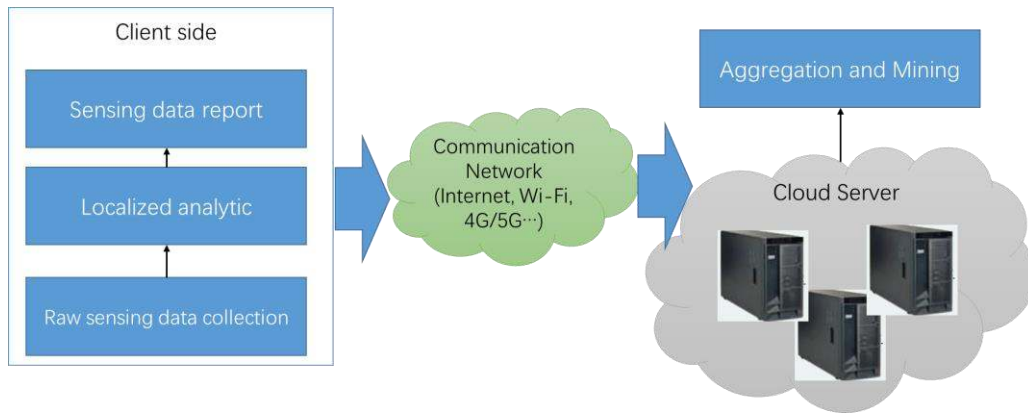 Client side
Sensing data report
Localized analytic
Raw sensing data collection
Communication
Network
(Internet, Wi-Fi,
4G/5G⋯)
Aggregation and Mining
Cloud Server